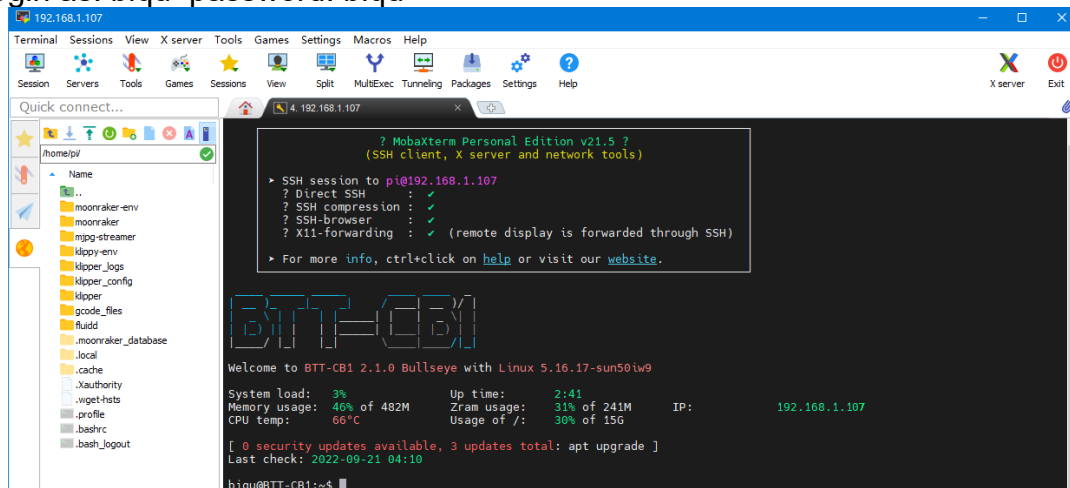 login as: biqu password: biqu
192.168.1.107
Terminal Sessions View X server Tools Games Settings Macros Help
Session Servers Tools Games Sessions View Split MultiExec Tunneling Packages Settings Help X server Exit
Quick connect...
4. 192.168.1.107
/home/pi/
Name
..
moonraker-env
moonraker
mjpg-streamer
klippy-env
klipper_logs
klipper_config
klipper
gcode_files
fluidd
.moonraker_database
.local
.cache
.Xauthority
.wget-hsts
.profile
.bashrc
.bash_logout
? MobaXterm Personal Edition v21.5 ?
(SSH client, X server and network tools)
➤ SSH session to pi@192.168.1.107
? Direct SSH : ✔
? SSH compression : ✔
? SSH-browser : ✔
? X11-forwarding : ✔ (remote display is forwarded through SSH)
➤ For more info, ctrl+click on help or visit our website.
BTT-CB1
Welcome to BTT-CB1 2.1.0 Bullseye with Linux 5.16.17-sun50iw9
System load: 3% Up time: 2:41
Memory usage: 46% of 482M Zram usage: 31% of 241M IP: 192.168.1.107
CPU temp: 66°C Usage of /: 30% of 15G
[ 0 security updates available, 3 updates total: apt upgrade ]
Last check: 2022-09-21 04:10
biqu@BTT-CB1:~$